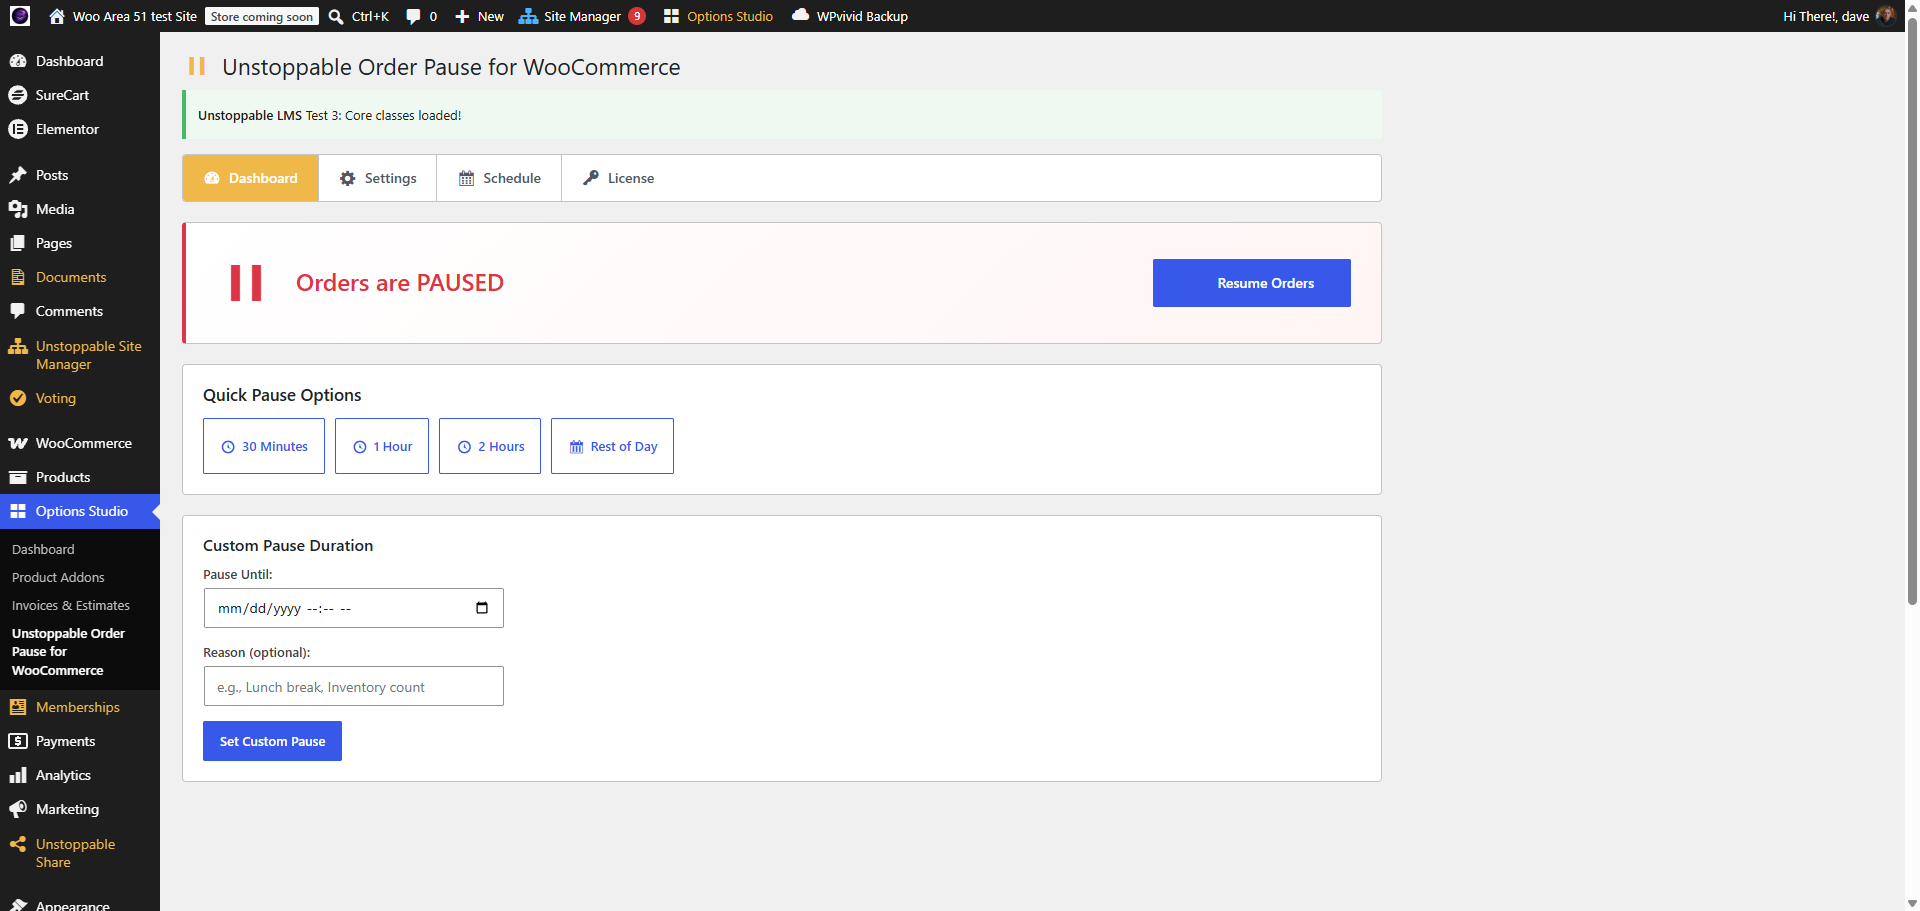 Woo Area 51 test Site
Store coming soon
Ctrl+K
0
New
Site Manager 9
Options Studio
WPvivid Backup
Hi There!, dave
Dashboard
SureCart
Elementor
Posts
Media
Pages
Documents
Comments
Unstoppable Site
Manager
Voting
WooCommerce
Products
Options Studio
Dashboard
Product Addons
Invoices & Estimates
Unstoppable Order
Pause for
WooCommerce
Memberships
Payments
Analytics
Marketing
Unstoppable
Share
Appearance
Unstoppable Order Pause for WooCommerce
Unstoppable LMS Test 3: Core classes loaded!
Dashboard
Settings
Schedule
License
Orders are PAUSED
Resume Orders
Quick Pause Options
30 Minutes
1 Hour
2 Hours
Rest of Day
Custom Pause Duration
Pause Until:
mm/dd/yyyy --:-- --
Reason (optional):
e.g., Lunch break, Inventory count
Set Custom Pause